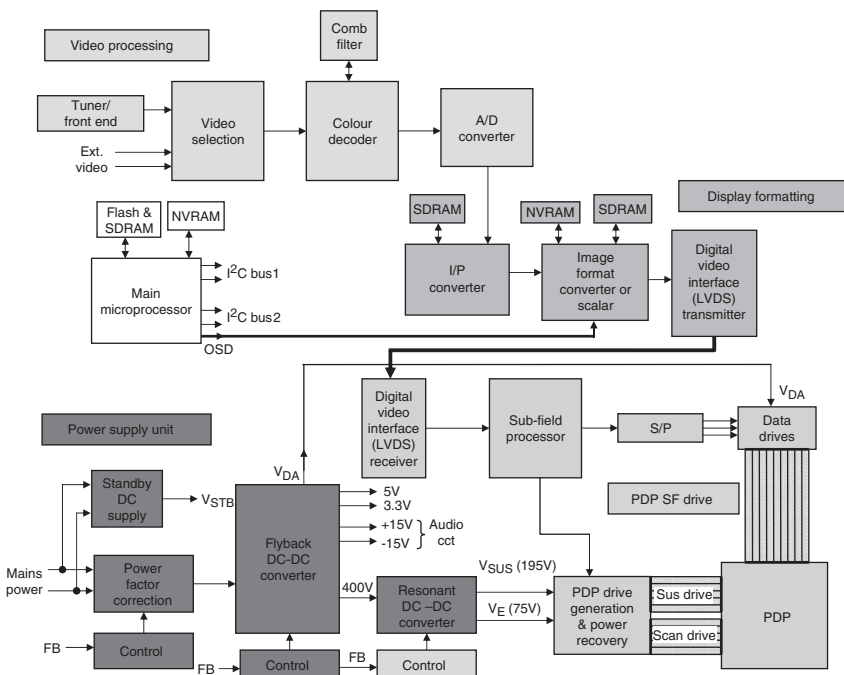 Video processing
Comb
filter
Tuner/
front end
Ext.
video
Video
selection
Colour
decoder
A/D
converter
Flash &
SDRAM
NVRAM
Main
microprocessor
I²C bus1
I²C bus2
OSD
SDRAM
NVRAM
SDRAM
Display formatting
I/P
converter
Image
format
converter or
scalar
Digital
video
interface
(LVDS)
transmitter
Digital
video
interface
(LVDS)
receiver
Sub-field
processor
S/P
V_DA
Data
drives
Power supply unit
V_DA
PDP SF drive
Standby
DC
supply
V_STB
Flyback
DC-DC
converter
5V
3.3V
+15V
-15V
Audio
cct
Mains
power
Power
factor
correction
400V
Resonant
DC –DC
converter
V_SUS (195V)
V_E (75V)
PDP drive
generation
& power
recovery
Sus drive
Scan drive
PDP
FB
Control
FB
Control
FB
Control